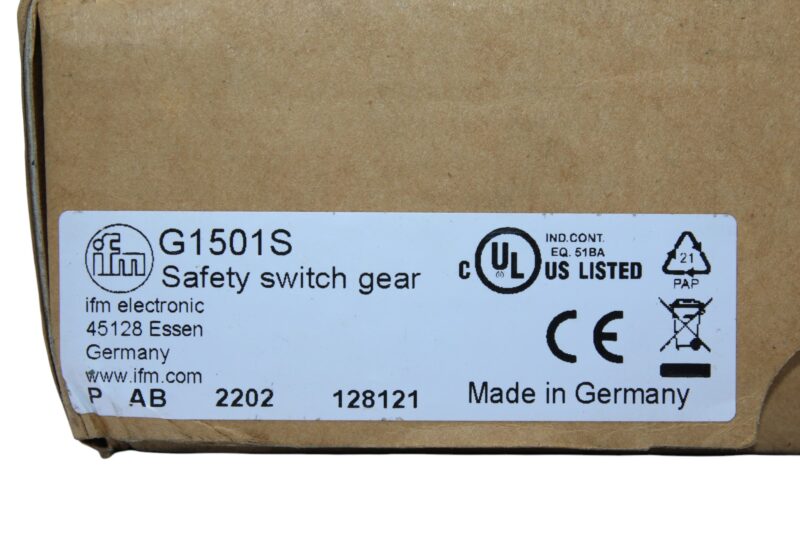 ifm
G1501S
Safety switch gear
ifm electronic
45128 Essen
Germany
www.ifm.com
P AB 2202 128121
C UL US LISTED
IND.CONT.
EQ. 51BA
21
PAP
CE
Made in Germany